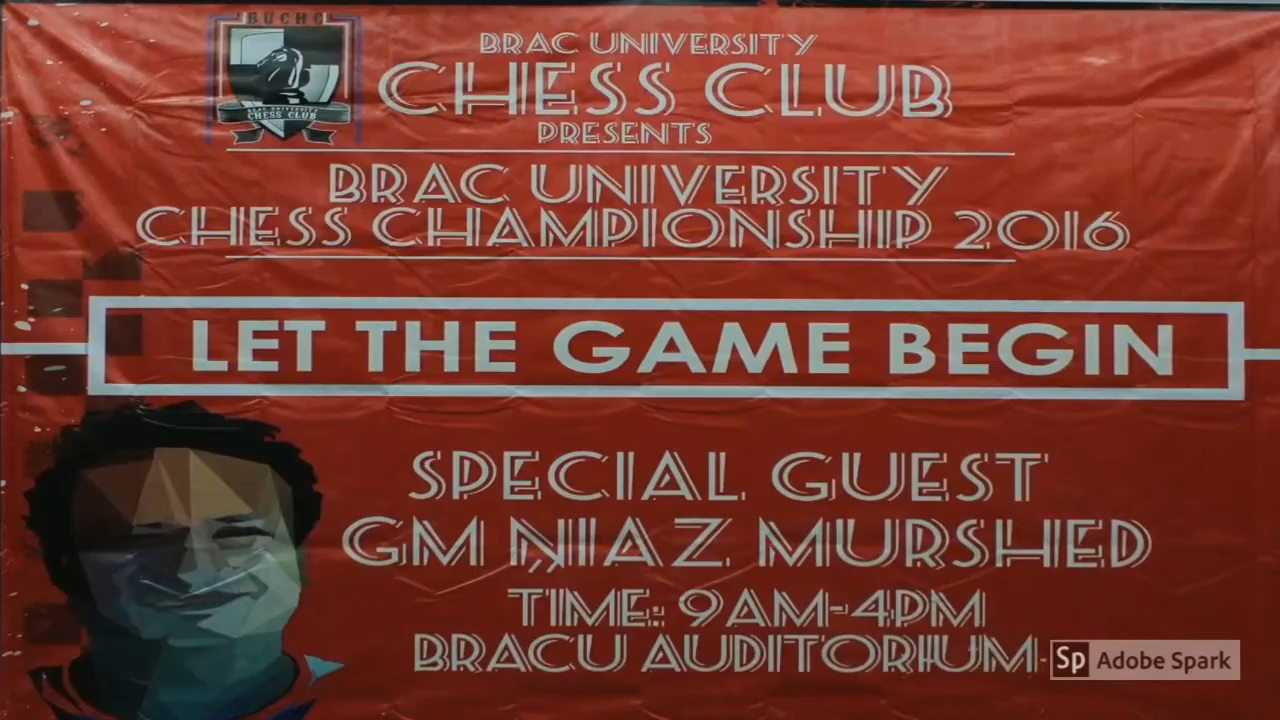 BUCHC
BRAC UNIVERSITY
CHESS CLUB
BRAC UNIVERSITY
CHESS CLUB
PRESENTS
BRAC UNIVERSITY
CHESS CHAMPIONSHIP 2016
LET THE GAME BEGIN
SPECIAL GUEST
GM NIAZ MURSHED
TIME: 9AM-4PM
BRACU AUDITORIUM
Sp Adobe Spark